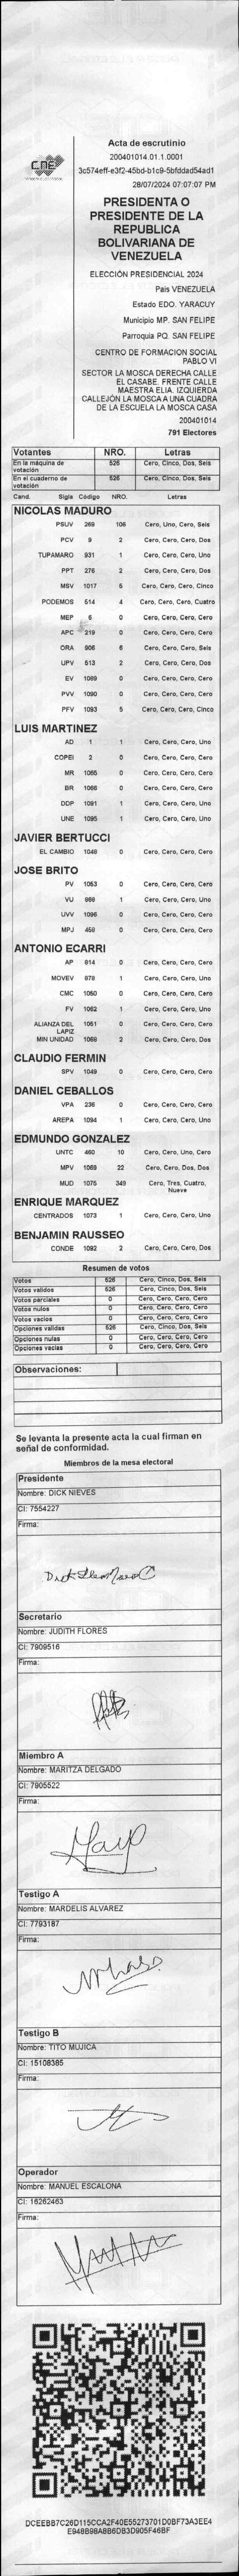 CNE
Acta de escrutinio
200401014.01.1.0001
3c574eff-e3f2-45bd-b1c9-5bfddad54ad1
28/07/2024 07:07:07 PM
PRESIDENTA O
PRESIDENTE DE LA
REPUBLICA
BOLIVARIANA DE
VENEZUELA
ELECCIÓN PRESIDENCIAL 2024
Pais VENEZUELA
Estado EDO. YARACUY
Municipio MP. SAN FELIPE
Parroquia PQ. SAN FELIPE
CENTRO DE FORMACION SOCIAL
PABLO VI
SECTOR LA MOSCA DERECHA CALLE
EL CASABE. FRENTE CALLE
MAESTRA ELIA. IZQUIERDA
CALLEJÓN LA MOSCA A UNA CUADRA
DE LA ESCUELA LA MOSCA CASA
200401014
791 Electores
Votantes NRO. Letras
En la máquina de votación 526 Cero, Cinco, Dos, Seis
En el cuaderno de votación 526 Cero, Cinco, Dos, Seis
Cand. Sigla Código NRO. Letras
NICOLAS MADURO
PSUV 269 106 Cero, Uno, Cero, Seis
PCV 9 2 Cero, Cero, Cero, Dos
TUPAMARO 931 1 Cero, Cero, Cero, Uno
PPT 276 2 Cero, Cero, Cero, Dos
MSV 1017 5 Cero, Cero, Cero, Cinco
PODEMOS 514 4 Cero, Cero, Cero, Cuatro
MEP 6 0 Cero, Cero, Cero, Cero
APC 219 0 Cero, Cero, Cero, Cero
ORA 906 6 Cero, Cero, Cero, Seis
UPV 513 2 Cero, Cero, Cero, Dos
EV 1089 0 Cero, Cero, Cero, Cero
PVV 1090 0 Cero, Cero, Cero, Cero
PFV 1093 5 Cero, Cero, Cero, Cinco
LUIS MARTINEZ
AD 1 1 Cero, Cero, Cero, Uno
COPEI 2 0 Cero, Cero, Cero, Cero
MR 1065 0 Cero, Cero, Cero, Cero
BR 1066 0 Cero, Cero, Cero, Cero
DDP 1091 1 Cero, Cero, Cero, Uno
UNE 1095 1 Cero, Cero, Cero, Uno
JAVIER BERTUCCI
EL CAMBIO 1048 0 Cero, Cero, Cero, Cero
JOSE BRITO
PV 1053 0 Cero, Cero, Cero, Cero
VU 868 1 Cero, Cero, Cero, Uno
UVV 1096 0 Cero, Cero, Cero, Cero
MPJ 458 0 Cero, Cero, Cero, Cero
ANTONIO ECARRI
AP 814 0 Cero, Cero, Cero, Cero
MOVEV 878 1 Cero, Cero, Cero, Uno
CMC 1050 0 Cero, Cero, Cero, Cero
FV 1052 1 Cero, Cero, Cero, Uno
ALIANZA DEL LAPIZ 1051 0 Cero, Cero, Cero, Cero
MIN UNIDAD 1068 2 Cero, Cero, Cero, Dos
CLAUDIO FERMIN
SPV 1049 0 Cero, Cero, Cero, Cero
DANIEL CEBALLOS
VPA 236 0 Cero, Cero, Cero, Cero
AREPA 1094 1 Cero, Cero, Cero, Uno
EDMUNDO GONZALEZ
UNTC 460 10 Cero, Cero, Uno, Cero
MPV 1069 22 Cero, Cero, Dos, Dos
MUD 1075 349 Cero, Tres, Cuatro, Nueve
ENRIQUE MARQUEZ
CENTRADOS 1073 1 Cero, Cero, Cero, Uno
BENJAMIN RAUSSEO
CONDE 1092 2 Cero, Cero, Cero, Dos
Resumen de votos
Votos 526 Cero, Cinco, Dos, Seis
Votos validos 526 Cero, Cinco, Dos, Seis
Votos parciales 0 Cero, Cero, Cero, Cero
Votos nulos 0 Cero, Cero, Cero, Cero
Votos vacios 0 Cero, Cero, Cero, Cero
Opciones validas 526 Cero, Cinco, Dos, Seis
Opciones nulas 0 Cero, Cero, Cero, Cero
Opciones vacias 0 Cero, Cero, Cero, Cero
Observaciones:
Se levanta la presente acta la cual firman en
señal de conformidad.
Miembros de la mesa electoral
Presidente
Nombre: DICK NIEVES
CI: 7554227
Firma:
Secretario
Nombre: JUDITH FLORES
CI: 7909516
Firma:
Miembro A
Nombre: MARITZA DELGADO
CI: 7905522
Firma:
Testigo A
Nombre: MARDELIS ALVAREZ
CI: 7793187
Firma:
Testigo B
Nombre: TITO MUJICA
CI: 15108385
Firma:
Operador
Nombre: MANUEL ESCALONA
CI: 16262463
Firma:
DCEEBB7C26D115CCA2F40E55273701D0BF73A3EE4
E948B98A8B6DB3D905F46BF